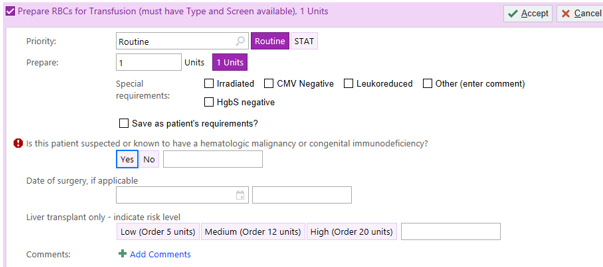 Prepare RBCs for Transfusion (must have Type and Screen available), 1 Units
Accept Cancel
Priority: Routine Routine STAT
Prepare: 1 Units 1 Units
Special requirements: Irradiated CMV Negative Leukoreduced Other (enter comment)
HgbS negative
Save as patient's requirements?
Is this patient suspected or known to have a hematologic malignancy or congenital immunodeficiency?
Yes No
Date of surgery, if applicable
Liver transplant only - indicate risk level
Low (Order 5 units) Medium (Order 12 units) High (Order 20 units)
Comments: Add Comments